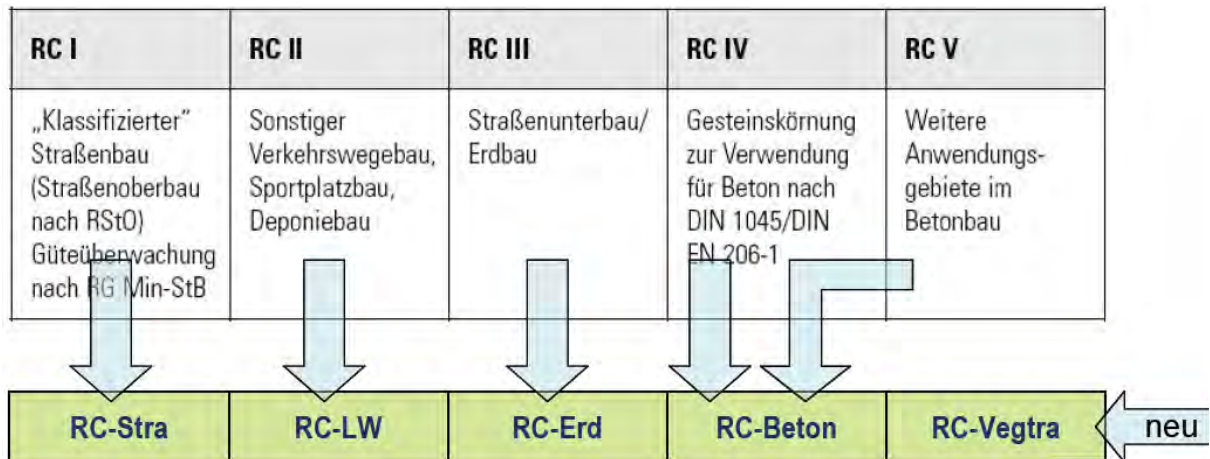 RC I
RC II
RC III
RC IV
RC V
„Klassifizierter“
Straßenbau
(Straßenoberbau
nach RStO)
Güteüberwachung
nach RG Min-StB
Sonstiger
Verkehrswegebau,
Sportplatzbau,
Deponiebau
Straßenunterbau/
Erdbau
Gesteinskörnung
zur Verwendung
für Beton nach
DIN 1045/DIN
EN 206-1
Weitere
Anwendungs-
gebiete im
Betonbau
RC-Stra
RC-LW
RC-Erd
RC-Beton
RC-Vegtra
neu